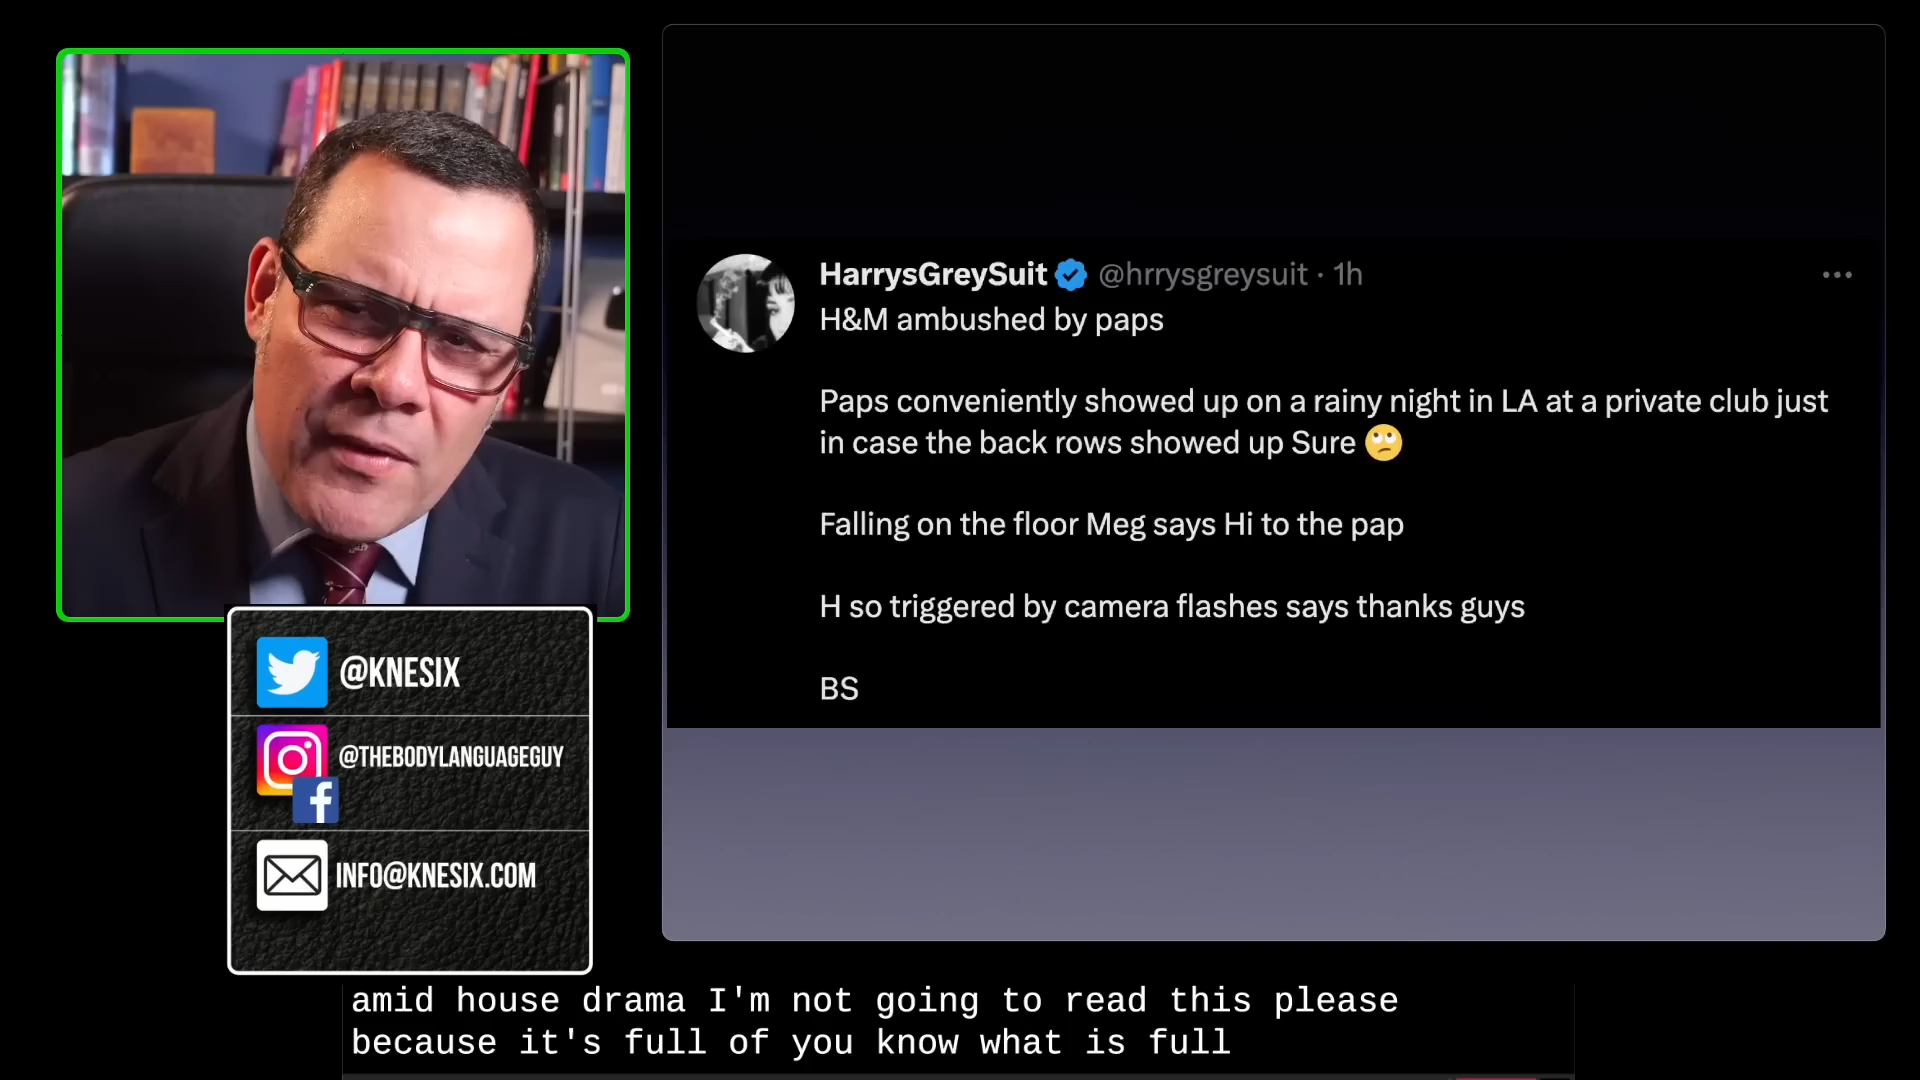 HarrysGreySuit @hrrysgreysuit · 1h
H&M ambushed by paps
Paps conveniently showed up on a rainy night in LA at a private club just
in case the back rows showed up Sure 🙄
Falling on the floor Meg says Hi to the pap
H so triggered by camera flashes says thanks guys
BS
@KNESIX
@THEBODYLANGUAGEGUY
INFO@KNESIX.COM
amid house drama I'm not going to read this please
because it's full of you know what is full